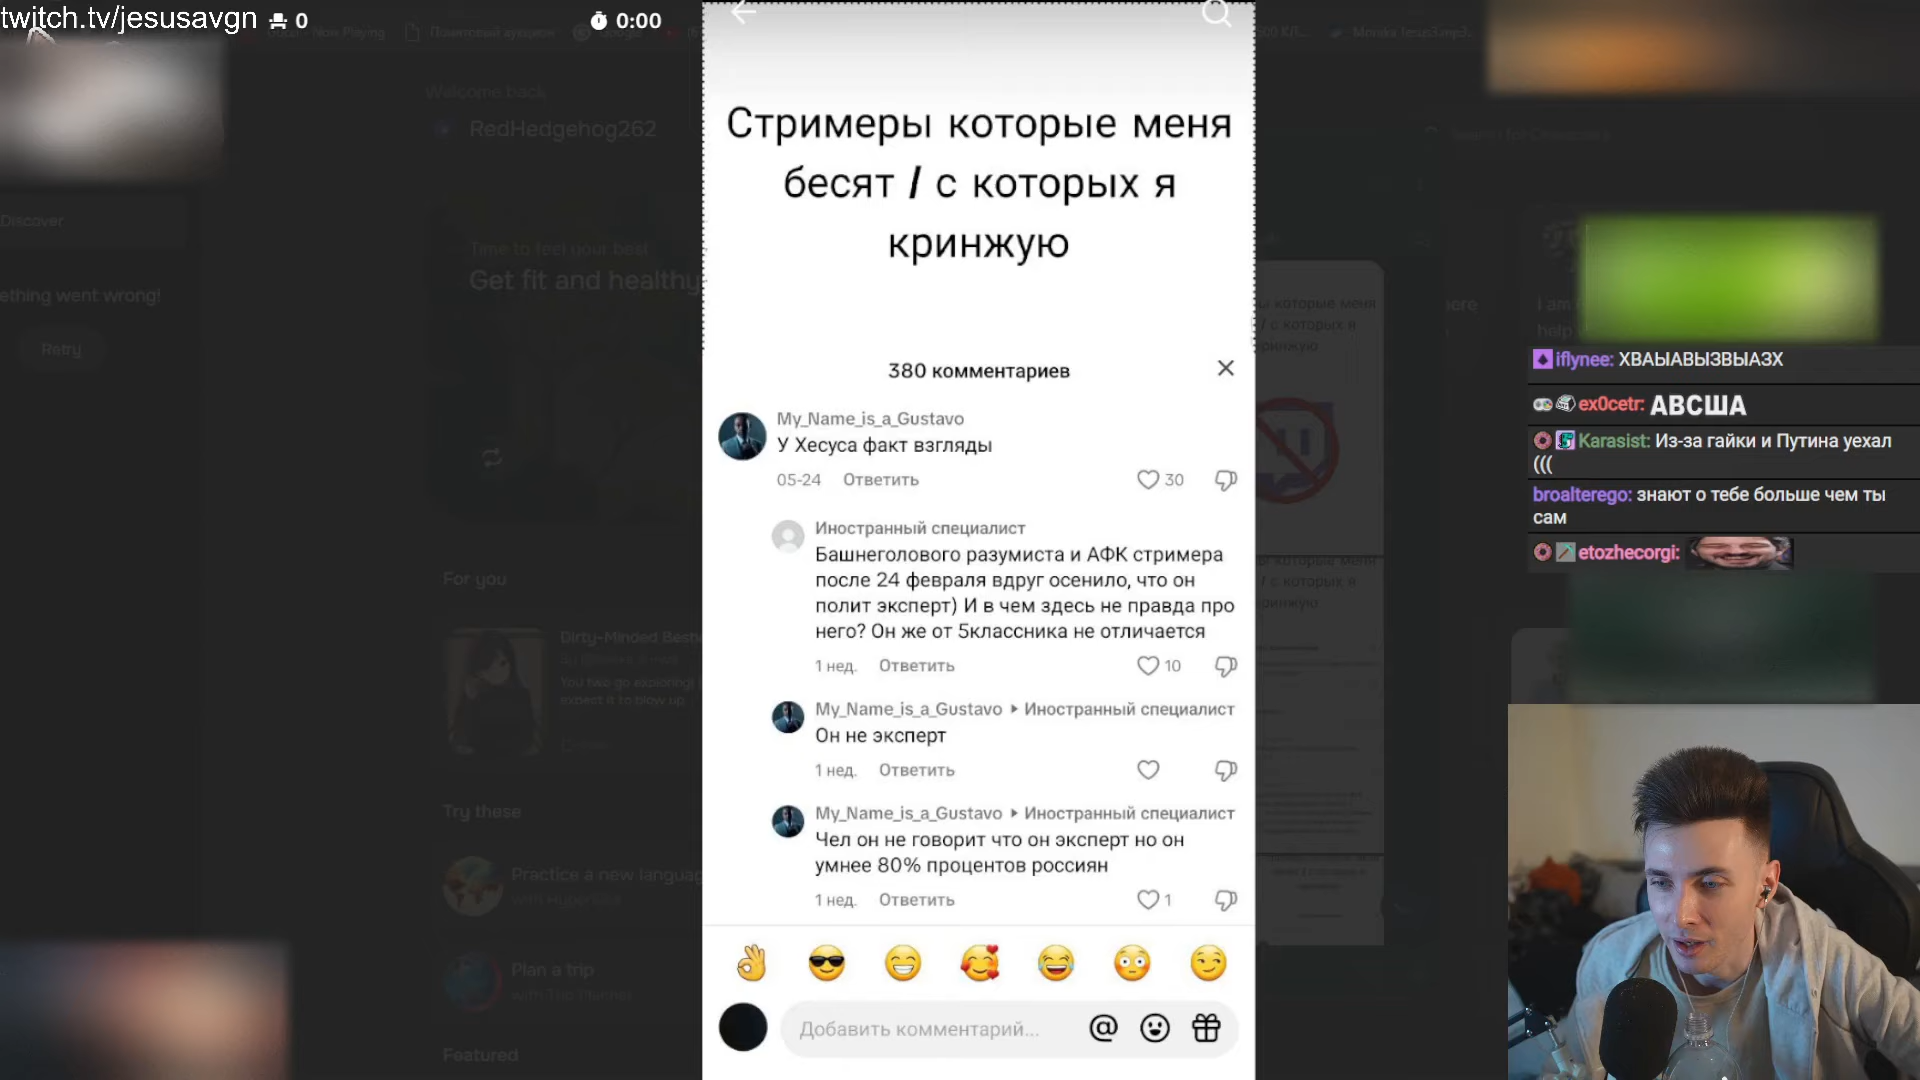 twitch.tv/jesusavgn 0
0:00
Welcome back
RedHedgehog262
Discover
Time to feel your best
Get fit and healthy
ething went wrong!
Retry
For you
Try these
Practice a new languag
Plan a trip
Featured
Стримеры которые меня
бесят / с которых я
кринжую
380 комментариев
My_Name_is_a_Gustavo
У Хесуса факт взгляды
05-24 Ответить 30
Иностранный специалист
Башнеголового разумиста и АФК стримера
после 24 февраля вдруг осенило, что он
полит эксперт) И в чем здесь не правда про
него? Он же от 5классника не отличается
1 нед. Ответить 10
My_Name_is_a_Gustavo Иностранный специалист
Он не эксперт
1 нед. Ответить
My_Name_is_a_Gustavo Иностранный специалист
Чел он не говорит что он эксперт но он
умнее 80% процентов россиян
1 нед. Ответить 1
Добавить комментарий...
iflynee: ХВАЫАВЫЗВЫАЗХ
ex0cetr: АВСША
Karasist: Из-за гайки и Путина уехал
(((
broalterego: знают о тебе больше чем ты
сам
etozhecorgi: